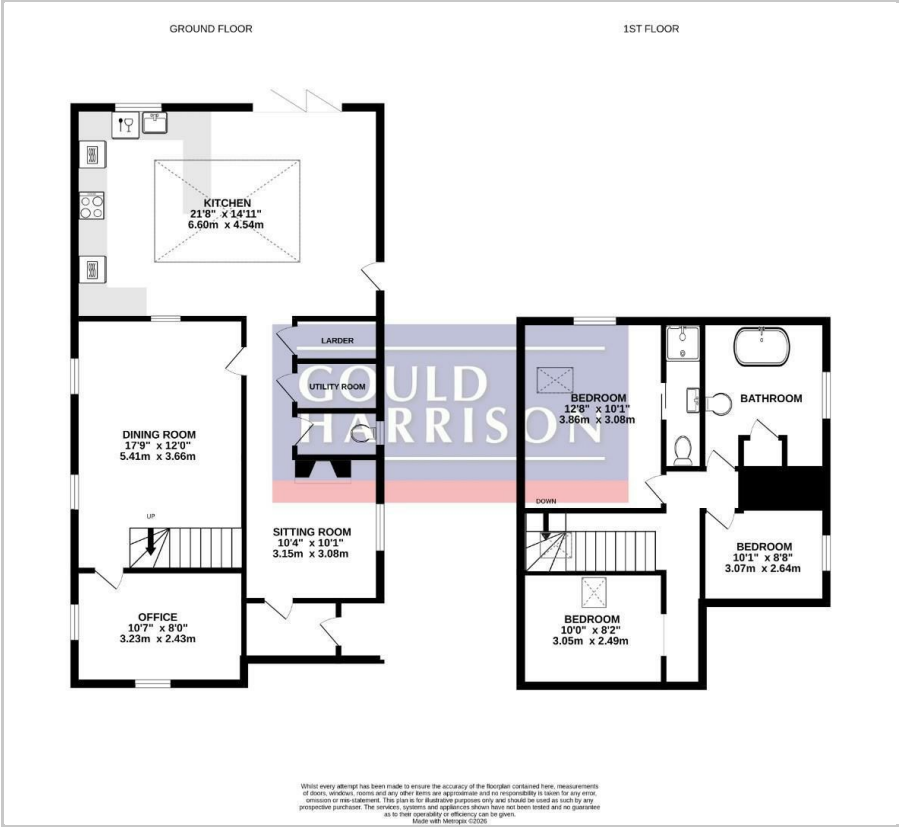 GROUND FLOOR
1ST FLOOR
KITCHEN
21'8" x 14'11"
6.60m x 4.54m
LARDER
UTILITY ROOM
GOULD
HARRISON
DINING ROOM
17'9" x 12'0"
5.41m x 3.66m
UP
SITTING ROOM
10'4" x 10'1"
3.15m x 3.08m
OFFICE
10'7" x 8'0"
3.23m x 2.43m
BEDROOM
12'8" x 10'1"
3.86m x 3.08m
BATHROOM
DOWN
BEDROOM
10'1" x 8'8"
3.07m x 2.64m
BEDROOM
10'0" x 8'2"
3.05m x 2.49m
Whilst every attempt has been made to ensure the accuracy of the floorplan contained here, measurements
of doors, windows, rooms and any other items are approximate and no responsibility is taken for any error,
omission or mis-statement. This plan is for illustrative purposes only and should be used as such by any
prospective purchaser. The services, systems and appliances shown have not been tested and no guarantee
as to their operability or efficiency can be given.
Made with Metropix ©2026